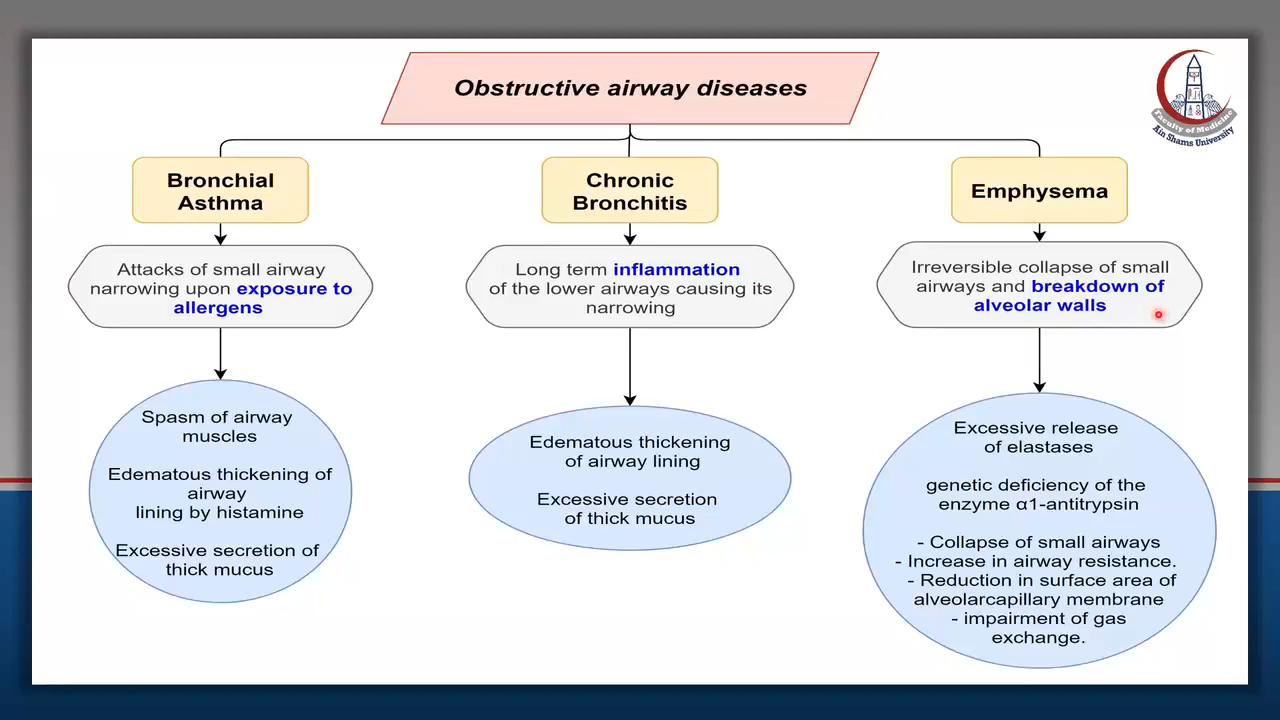 Obstructive airway diseases
Faculty of Medicine
Ain Shams University
Bronchial
Asthma
Attacks of small airway
narrowing upon exposure to
allergens
Spasm of airway
muscles
Edematous thickening of
airway
lining by histamine
Excessive secretion of
thick mucus
Chronic
Bronchitis
Long term inflammation
of the lower airways causing its
narrowing
Edematous thickening
of airway lining
Excessive secretion
of thick mucus
Emphysema
Irreversible collapse of small
airways and breakdown of
alveolar walls
Excessive release
of elastases
genetic deficiency of the
enzyme α1-antitrypsin
- Collapse of small airways
- Increase in airway resistance.
- Reduction in surface area of
alveolarcapillary membrane
- impairment of gas
exchange.